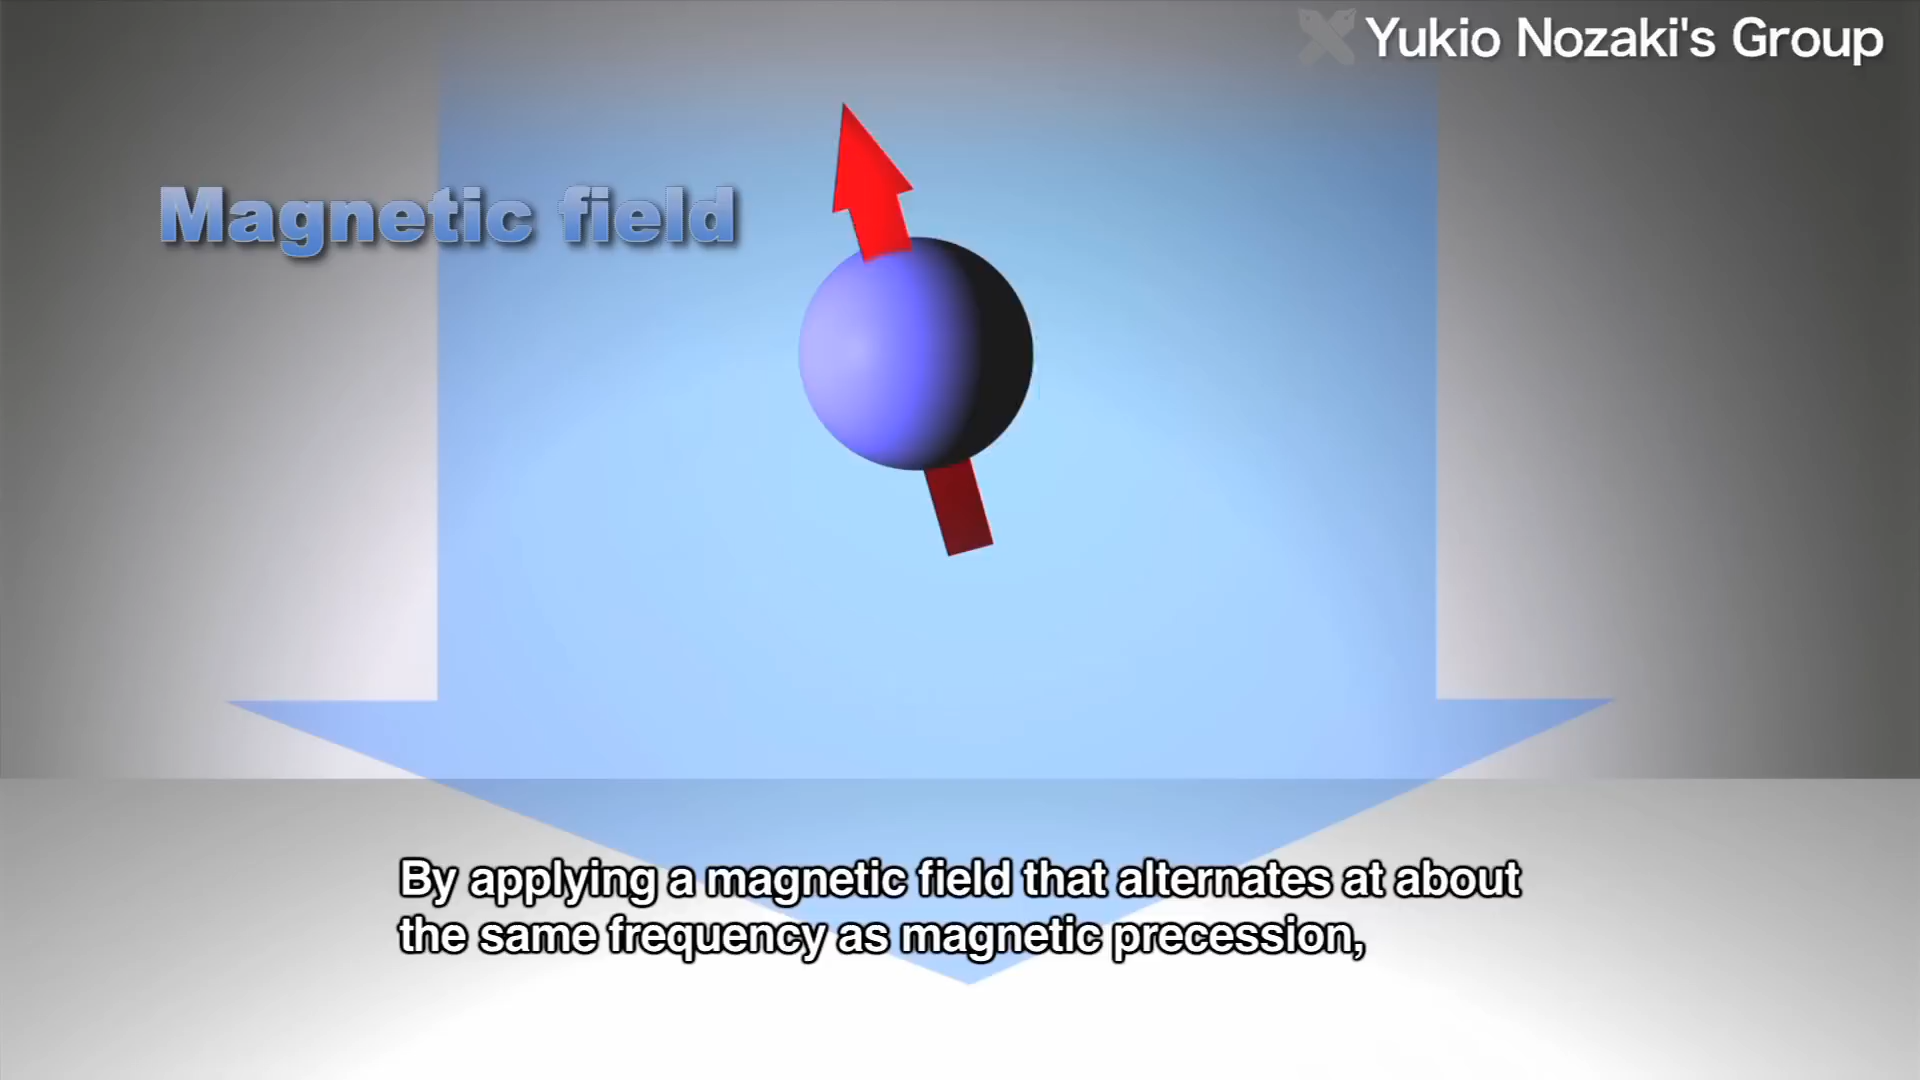 Yukio Nozaki's Group
Magnetic field
By applying a magnetic field that alternates at about
the same frequency as magnetic precession,